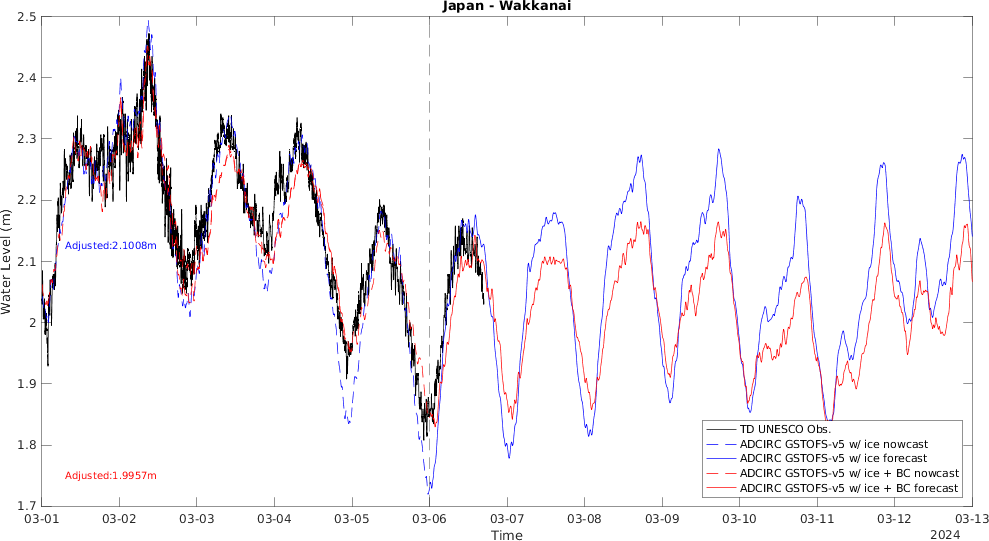 Japan - Wakkanai
2.5
2.4
2.3
2.2
2.1
2
1.9
1.8
1.7
Water Level (m)
Adjusted:2.1008m
Adjusted:1.9957m
TD UNESCO Obs.
ADCIRC GSTOFS-v5 w/ ice nowcast
ADCIRC GSTOFS-v5 w/ ice forecast
ADCIRC GSTOFS-v5 w/ ice + BC nowcast
ADCIRC GSTOFS-v5 w/ ice + BC forecast
03-01 03-02 03-03 03-04 03-05 03-06 03-07 03-08 03-09 03-10 03-11 03-12 03-13
Time
2024